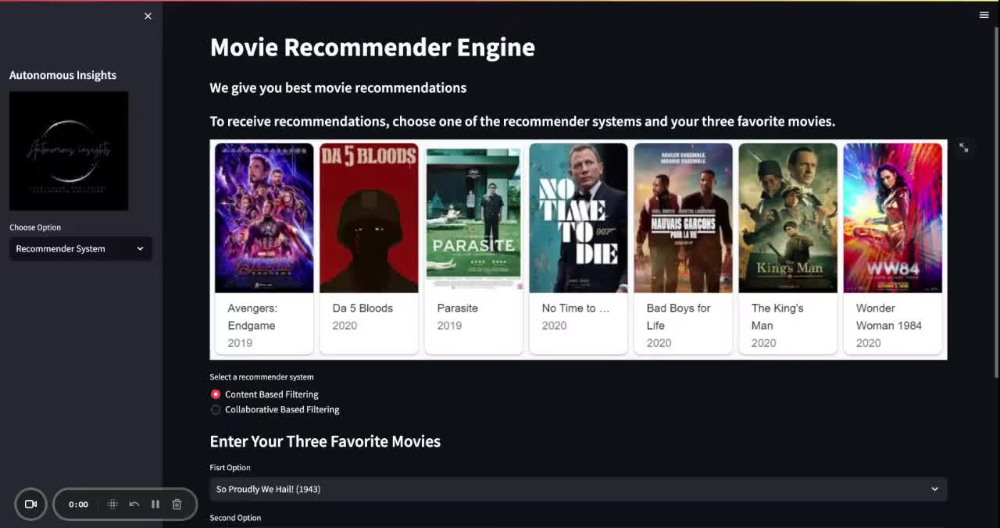 Autonomous Insights
Autonomous insights
Choose Option
Recommender System
0:00
Movie Recommender Engine
We give you best movie recommendations
To receive recommendations, choose one of the recommender systems and your three favorite movies.
DA 5 BLOODS
PARASITE
NO
TIME
TO
DIE
007
MAUVAIS GARÇONS
POUR LA VIE
King's Man
WW84
Avengers:
Endgame
2019
Da 5 Bloods
2020
Parasite
2019
No Time to ...
2020
Bad Boys for
Life
2020
The King's
Man
2020
Wonder
Woman 1984
2020
Select a recommender system
Content Based Filtering
Collaborative Based Filtering
Enter Your Three Favorite Movies
Fisrt Option
So Proudly We Hail! (1943)
Second Option